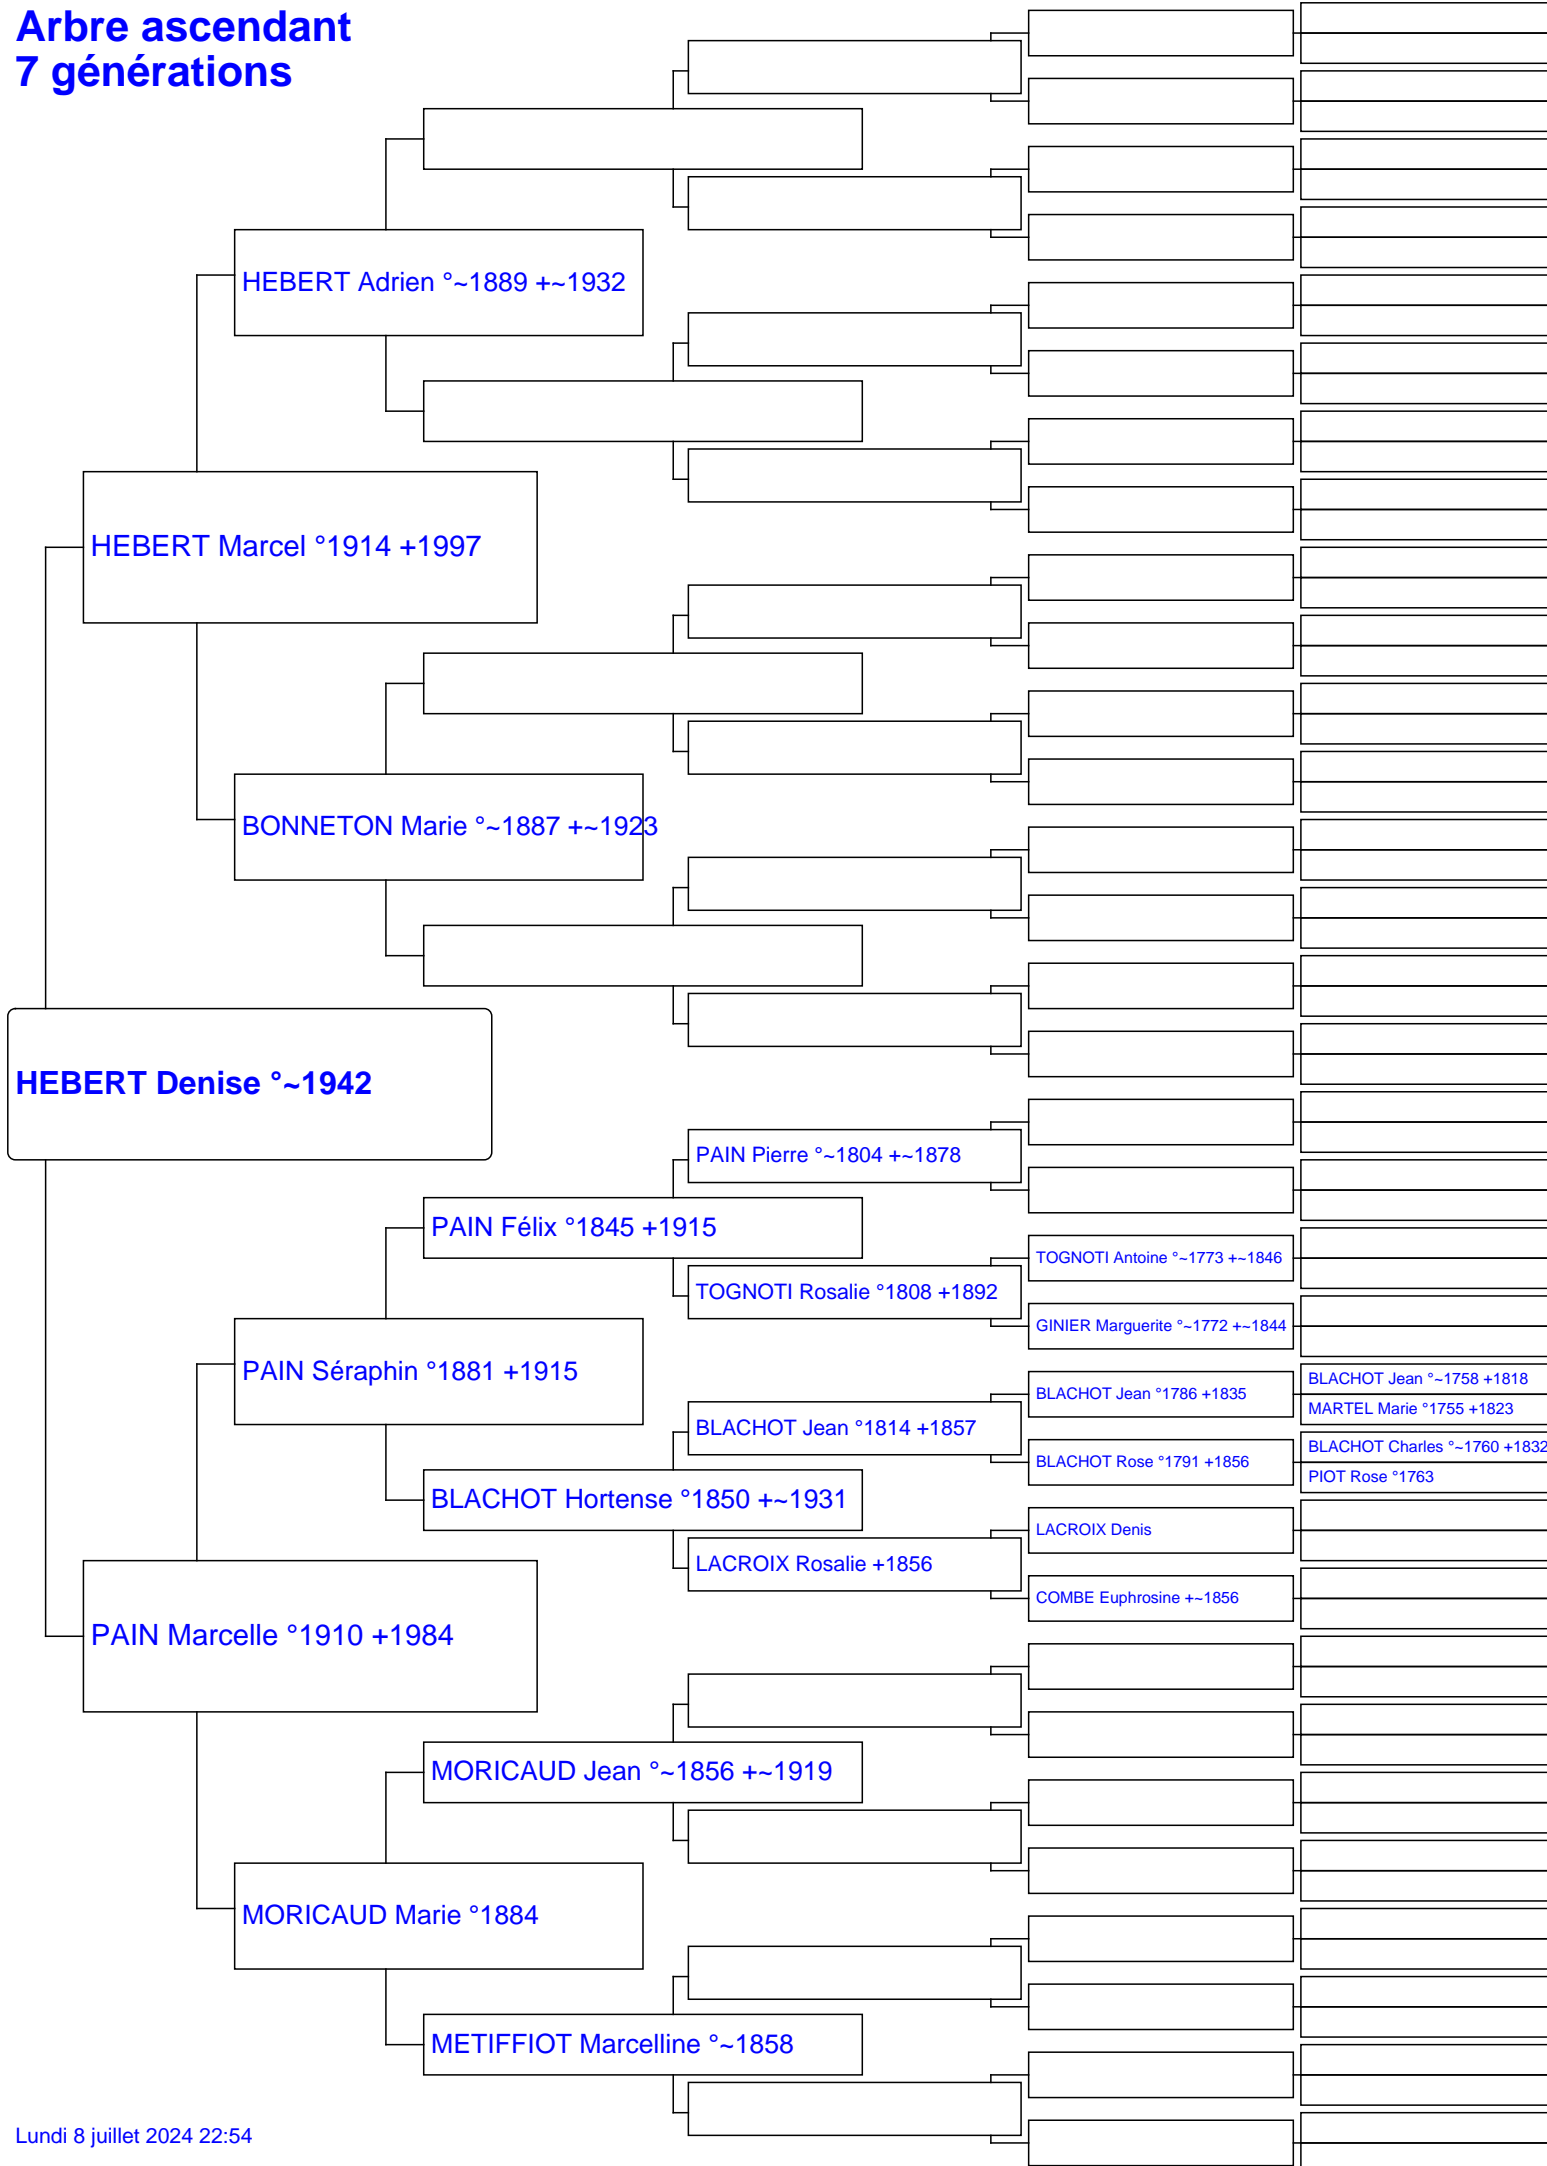 Arbre ascendant
7 générations
HEBERT Adrien °~1889 +~1932
HEBERT Marcel °1914 +1997
BONNETON Marie °~1887 +~1923
HEBERT Denise °~1942
PAIN Pierre °~1804 +~1878
PAIN Félix °1845 +1915
TOGNOTI Antoine °~1773 +~1846
TOGNOTI Rosalie °1808 +1892
GINIER Marguerite °~1772 +~1844
PAIN Séraphin °1881 +1915
BLACHOT Jean °~1758 +1818
BLACHOT Jean °1786 +1835
MARTEL Marie °1755 +1823
BLACHOT Jean °1814 +1857
BLACHOT Charles °~1760 +1832
BLACHOT Rose °1791 +1856
PIOT Rose °1763
BLACHOT Hortense °1850 +~1931
LACROIX Denis
LACROIX Rosalie +1856
COMBE Euphrosine +~1856
PAIN Marcelle °1910 +1984
MORICAUD Jean °~1856 +~1919
MORICAUD Marie °1884
METIFFIOT Marcelline °~1858
Lundi 8 juillet 2024 22:54